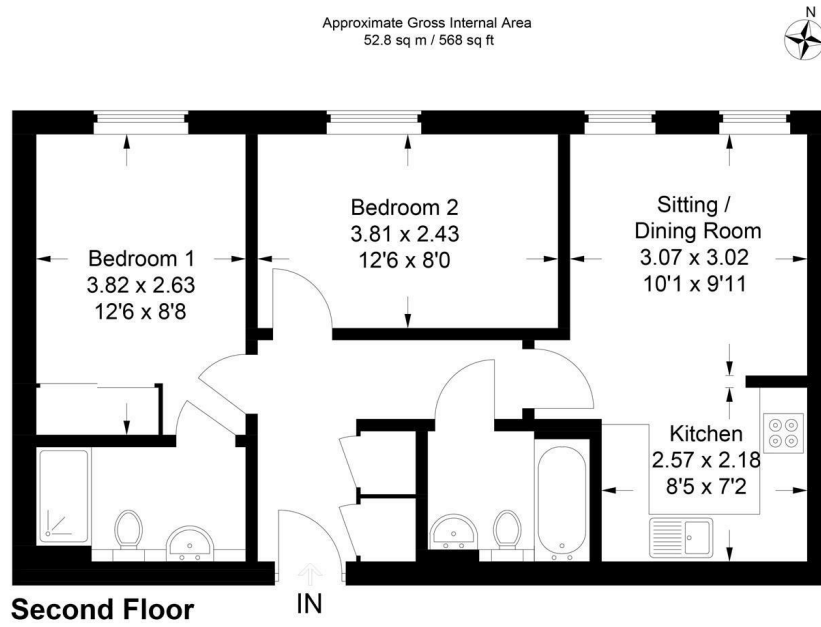 Approximate Gross Internal Area
52.8 sq m / 568 sq ft
N
Bedroom 1
3.82 x 2.63
12'6 x 8'8
Bedroom 2
3.81 x 2.43
12'6 x 8'0
Sitting /
Dining Room
3.07 x 3.02
10'1 x 9'11
Kitchen
2.57 x 2.18
8'5 x 7'2
Second Floor
IN